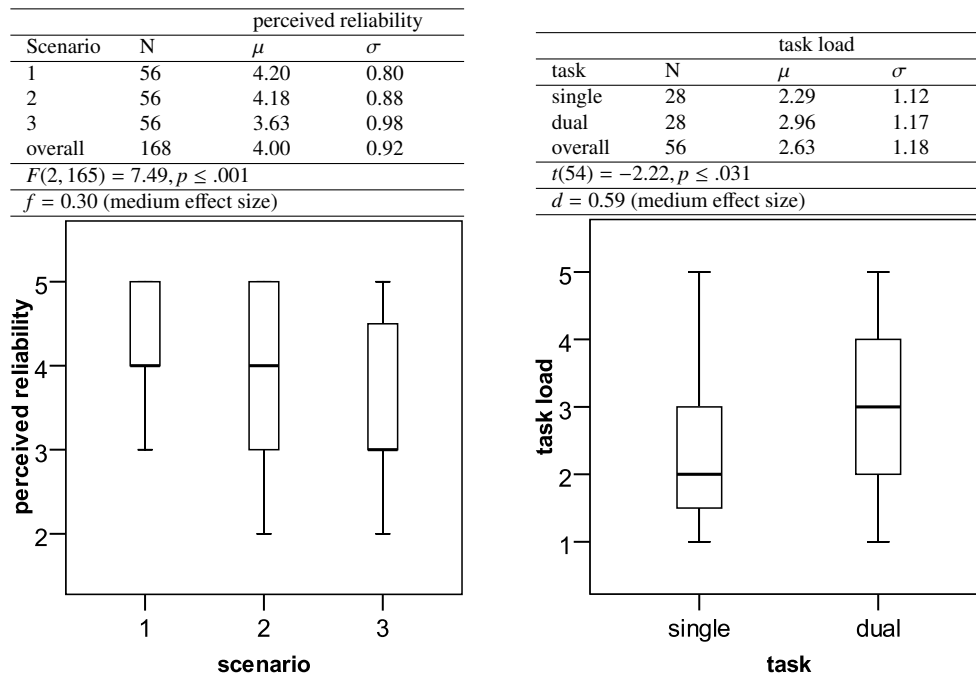 perceived reliability
Scenario N μ σ
1 56 4.20 0.80
2 56 4.18 0.88
3 56 3.63 0.98
overall 168 4.00 0.92
F(2, 165) = 7.49, p ≤ .001
f = 0.30 (medium effect size)
5
4
3
2
perceived reliability
1 2 3
scenario
task load
task N μ σ
single 28 2.29 1.12
dual 28 2.96 1.17
overall 56 2.63 1.18
t(54) = −2.22, p ≤ .031
d = 0.59 (medium effect size)
5
4
3
2
1
task load
single dual
task